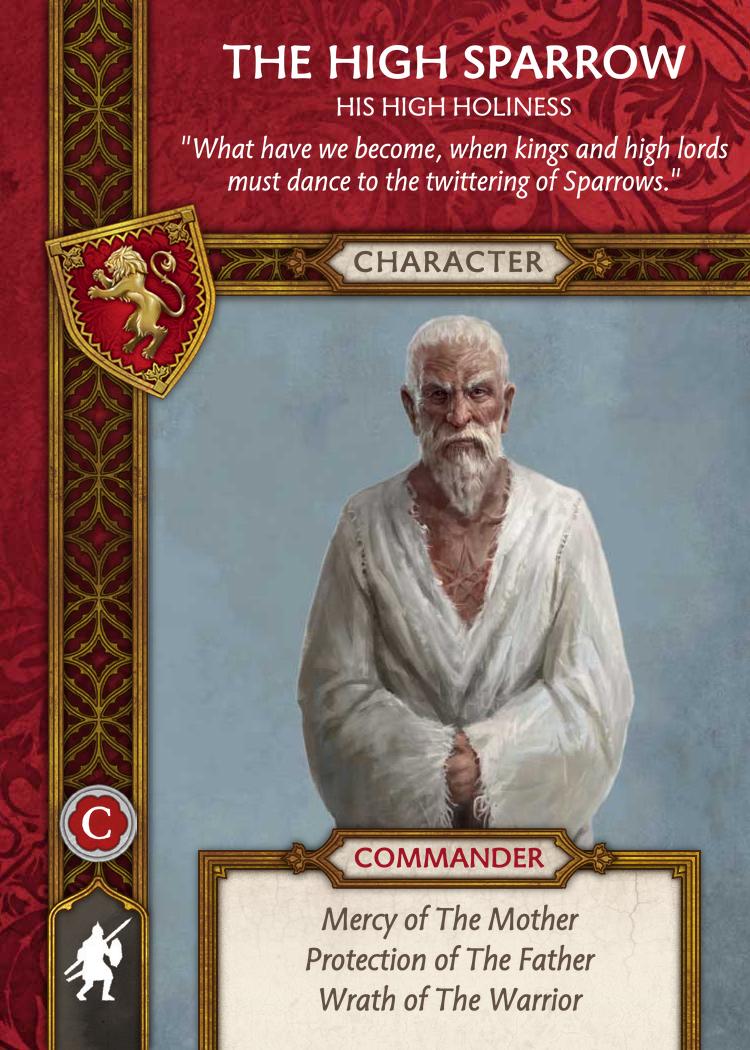 THE HIGH SPARROW
HIS HIGH HOLINESS
"What have we become, when kings and high lords
must dance to the twittering of Sparrows."
CHARACTER
C
COMMANDER
Mercy of The Mother
Protection of The Father
Wrath of The Warrior